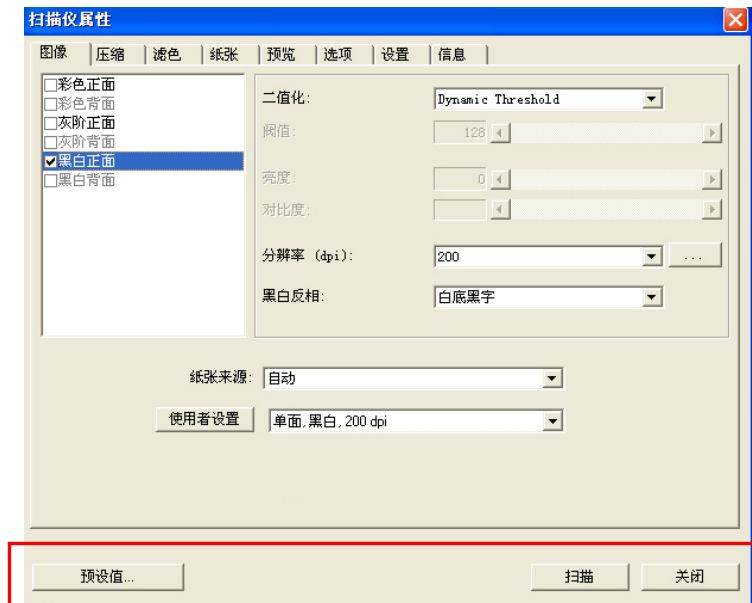 扫描仪属性
图像 压缩 滤色 纸张 预览 选项 设置 信息
彩色正面
彩色背面
灰阶正面
灰阶背面
黑白正面
黑白背面
二值化: Dynamic Threshold
阀值: 128
亮度: 0
对比度:
分辨率 (dpi): 200 ...
黑白反相: 白底黑字
纸张来源: 自动
使用者设置 单面,黑白,200 dpi
预设值... 扫描 关闭